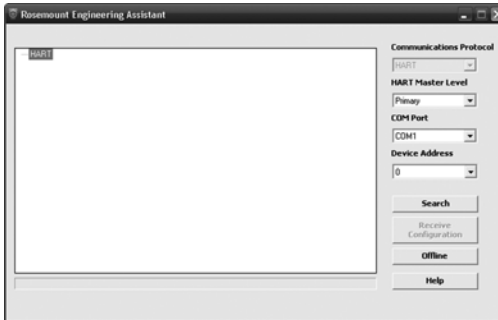 Rosemount Engineering Assistant
HART
Communications Protocol
HART
HART Master Level
Primary
COM Port
COM1
Device Address
0
Search
Receive
Configuration
Offline
Help